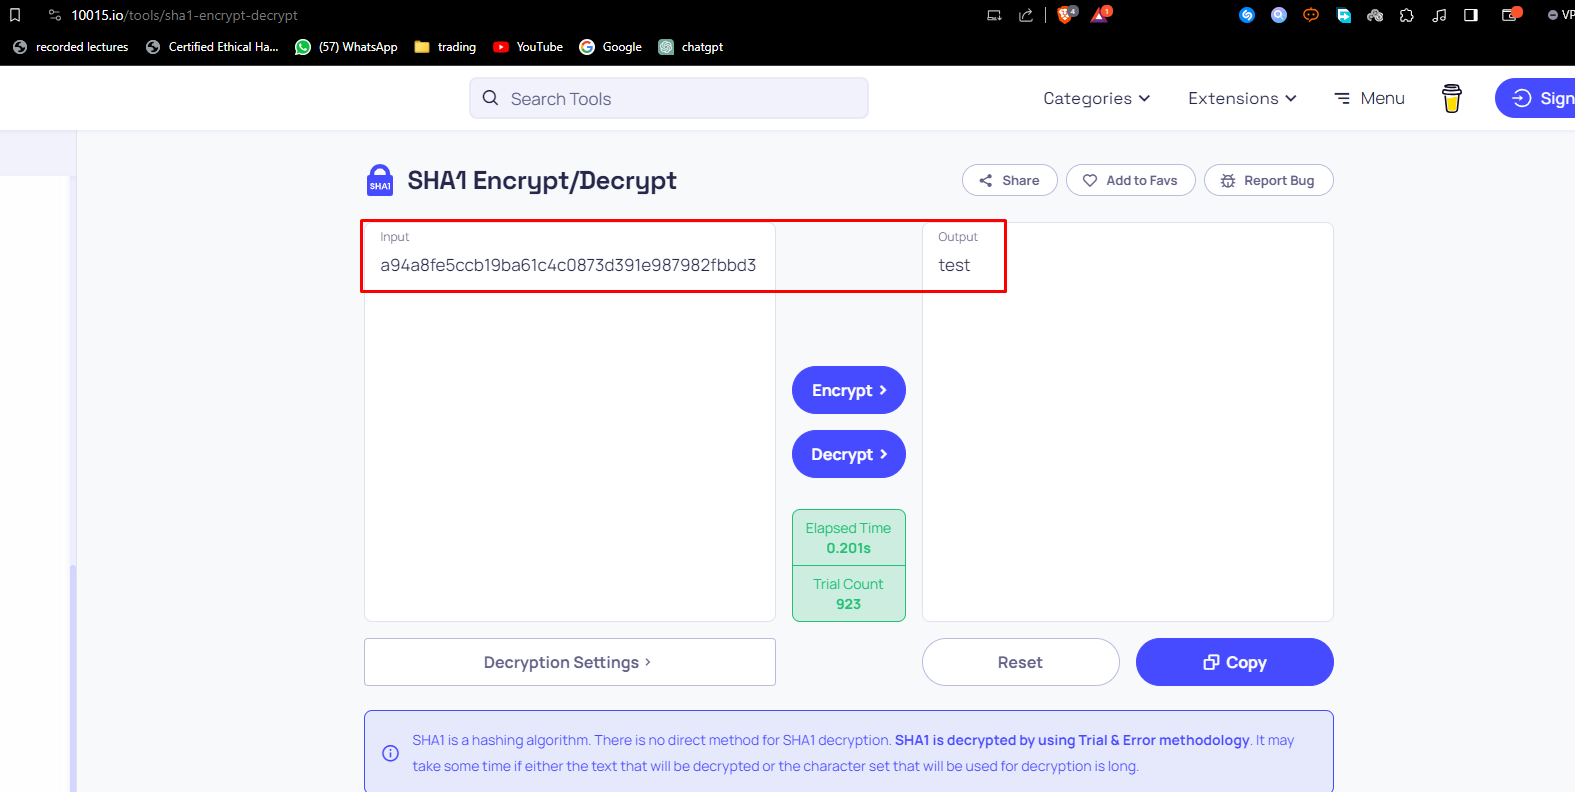 10015.io/tools/sha1-encrypt-decrypt
4
1
VP
recorded lectures
Certified Ethical Ha...
(57) WhatsApp
trading
YouTube
Google
chatgpt
Search Tools
Categories
Extensions
Menu
Sign
SHA1
SHA1 Encrypt/Decrypt
Share
Add to Favs
Report Bug
Input
Output
a94a8fe5ccb19ba61c4c0873d391e987982fbbd3
test
Encrypt >
Decrypt >
Elapsed Time
0.201s
Trial Count
923
Decryption Settings >
Reset
Copy
SHA1 is a hashing algorithm. There is no direct method for SHA1 decryption. SHA1 is decrypted by using Trial & Error methodology. It may
take some time if either the text that will be decrypted or the character set that will be used for decryption is long.